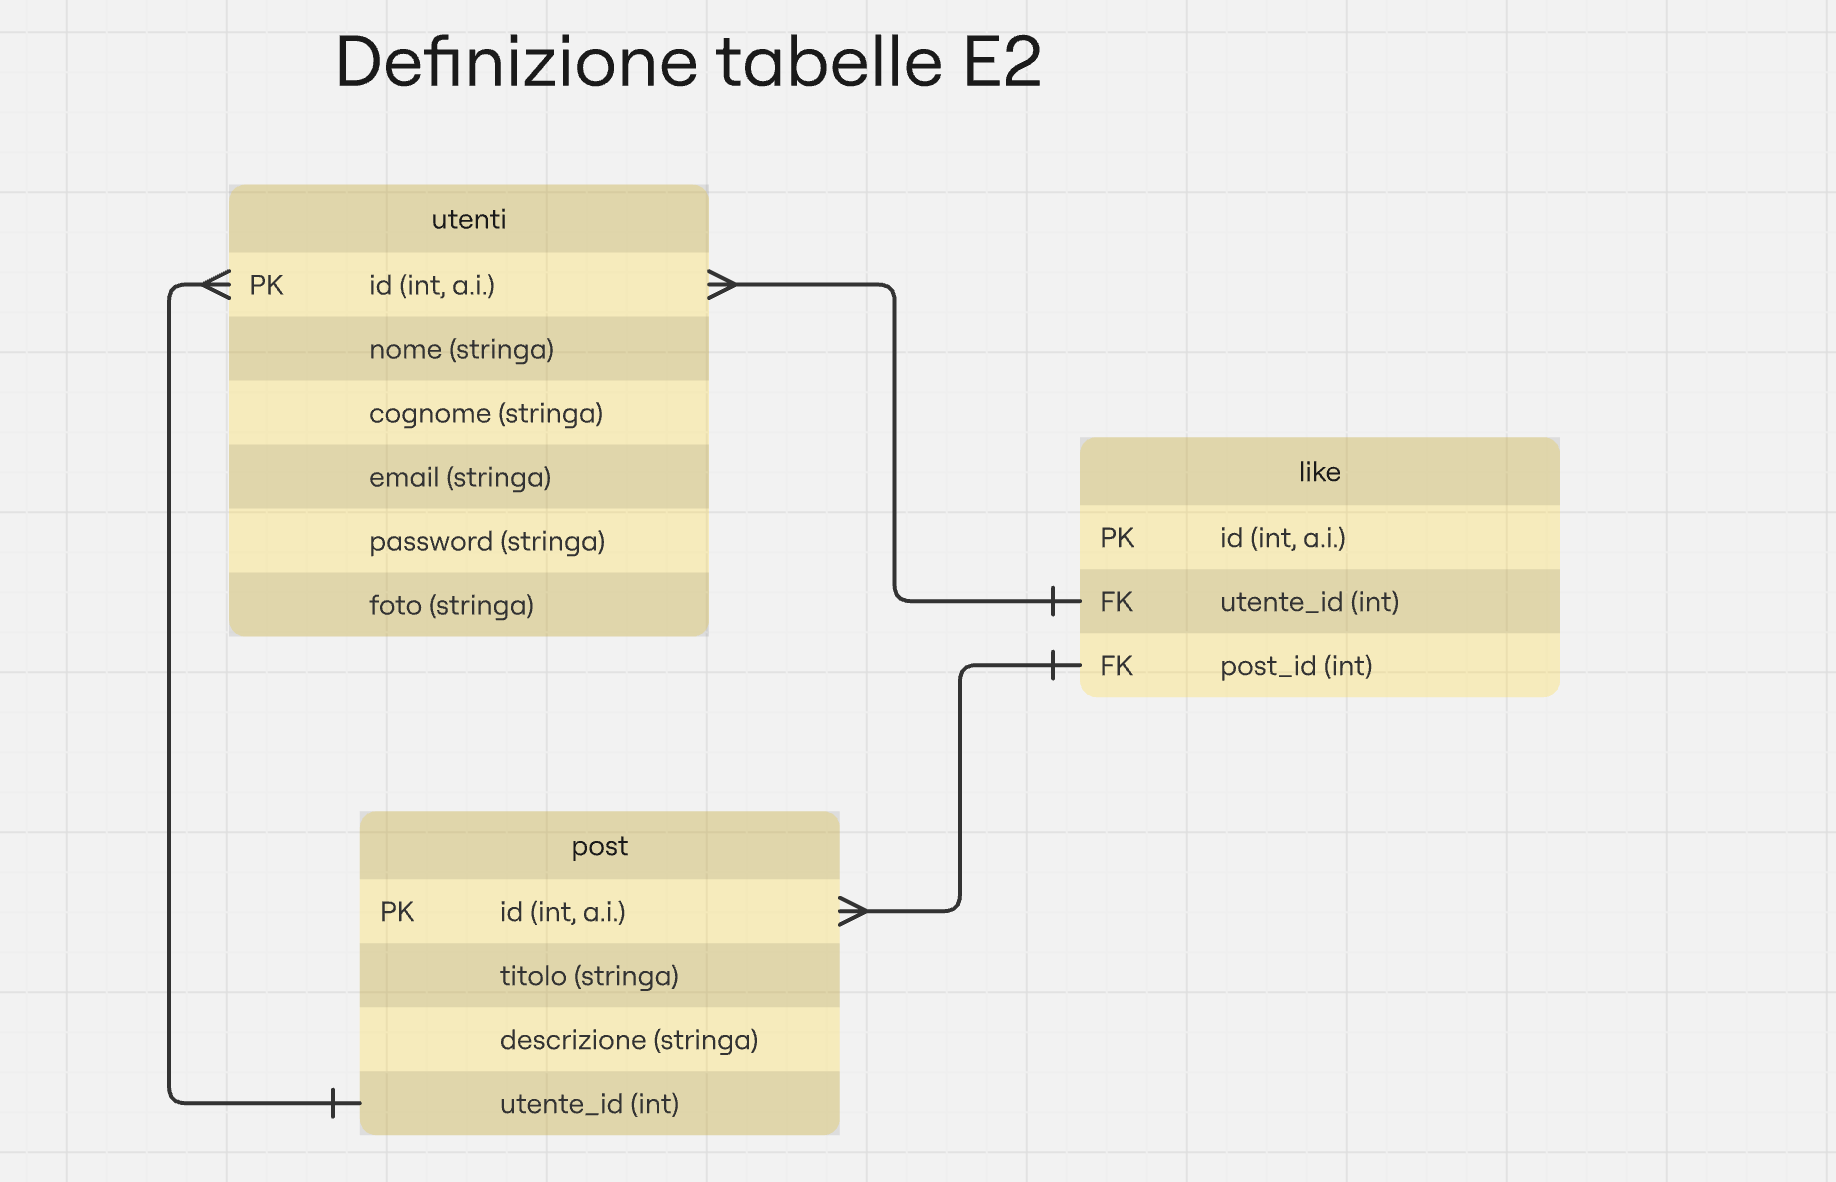 Definizione tabelle E2
utenti
PK id (int, a.i.)
nome (stringa)
cognome (stringa)
email (stringa)
password (stringa)
foto (stringa)
like
PK id (int, a.i.)
FK utente_id (int)
FK post_id (int)
post
PK id (int, a.i.)
titolo (stringa)
descrizione (stringa)
utente_id (int)